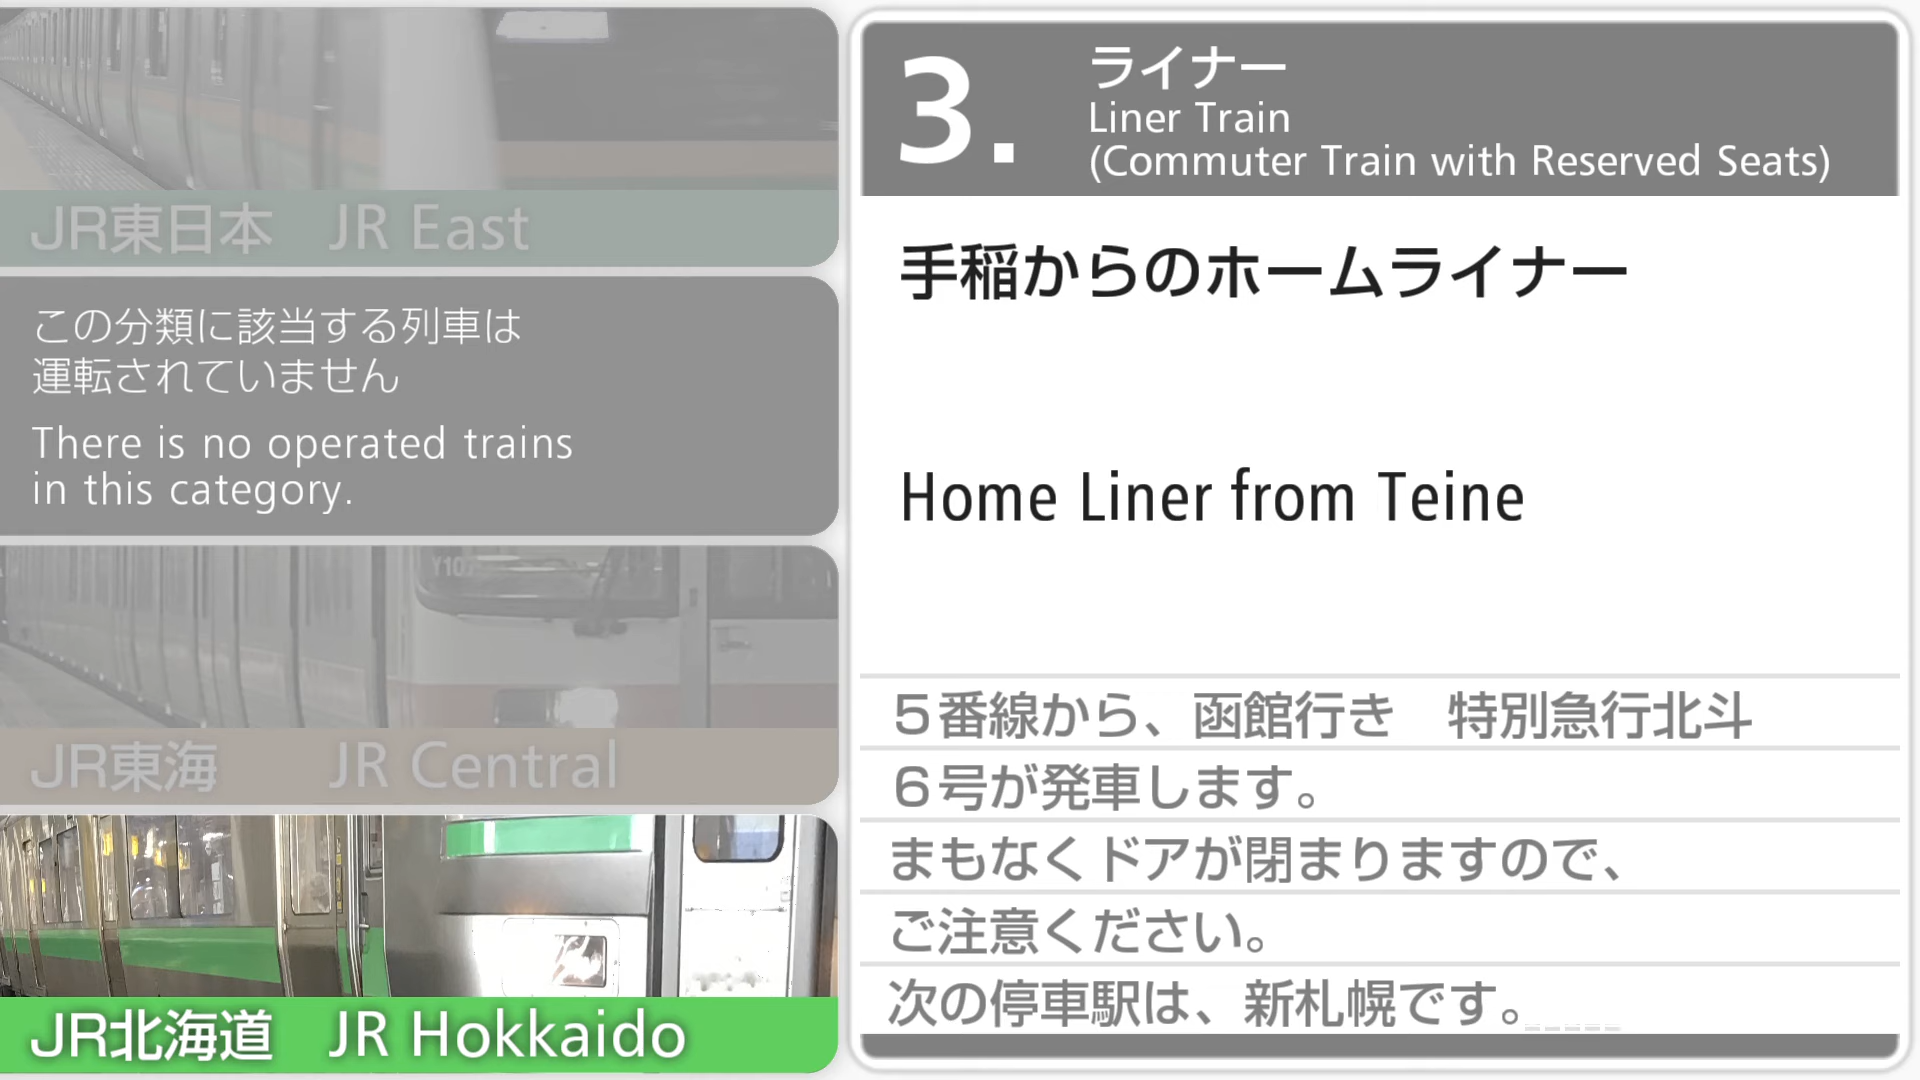 JR東日本 JR East
この分類に該当する列車は
運転されていません
There is no operated trains
in this category.
Y107
JR東海 JR Central
JR北海道 JR Hokkaido
3.
ライナー
Liner Train
(Commuter Train with Reserved Seats)
手稲からのホームライナー
Home Liner from Teine
５番線から、函館行き　特別急行北斗
６号が発車します。
まもなくドアが閉まりますので、
ご注意ください。
次の停車駅は、新札幌です。